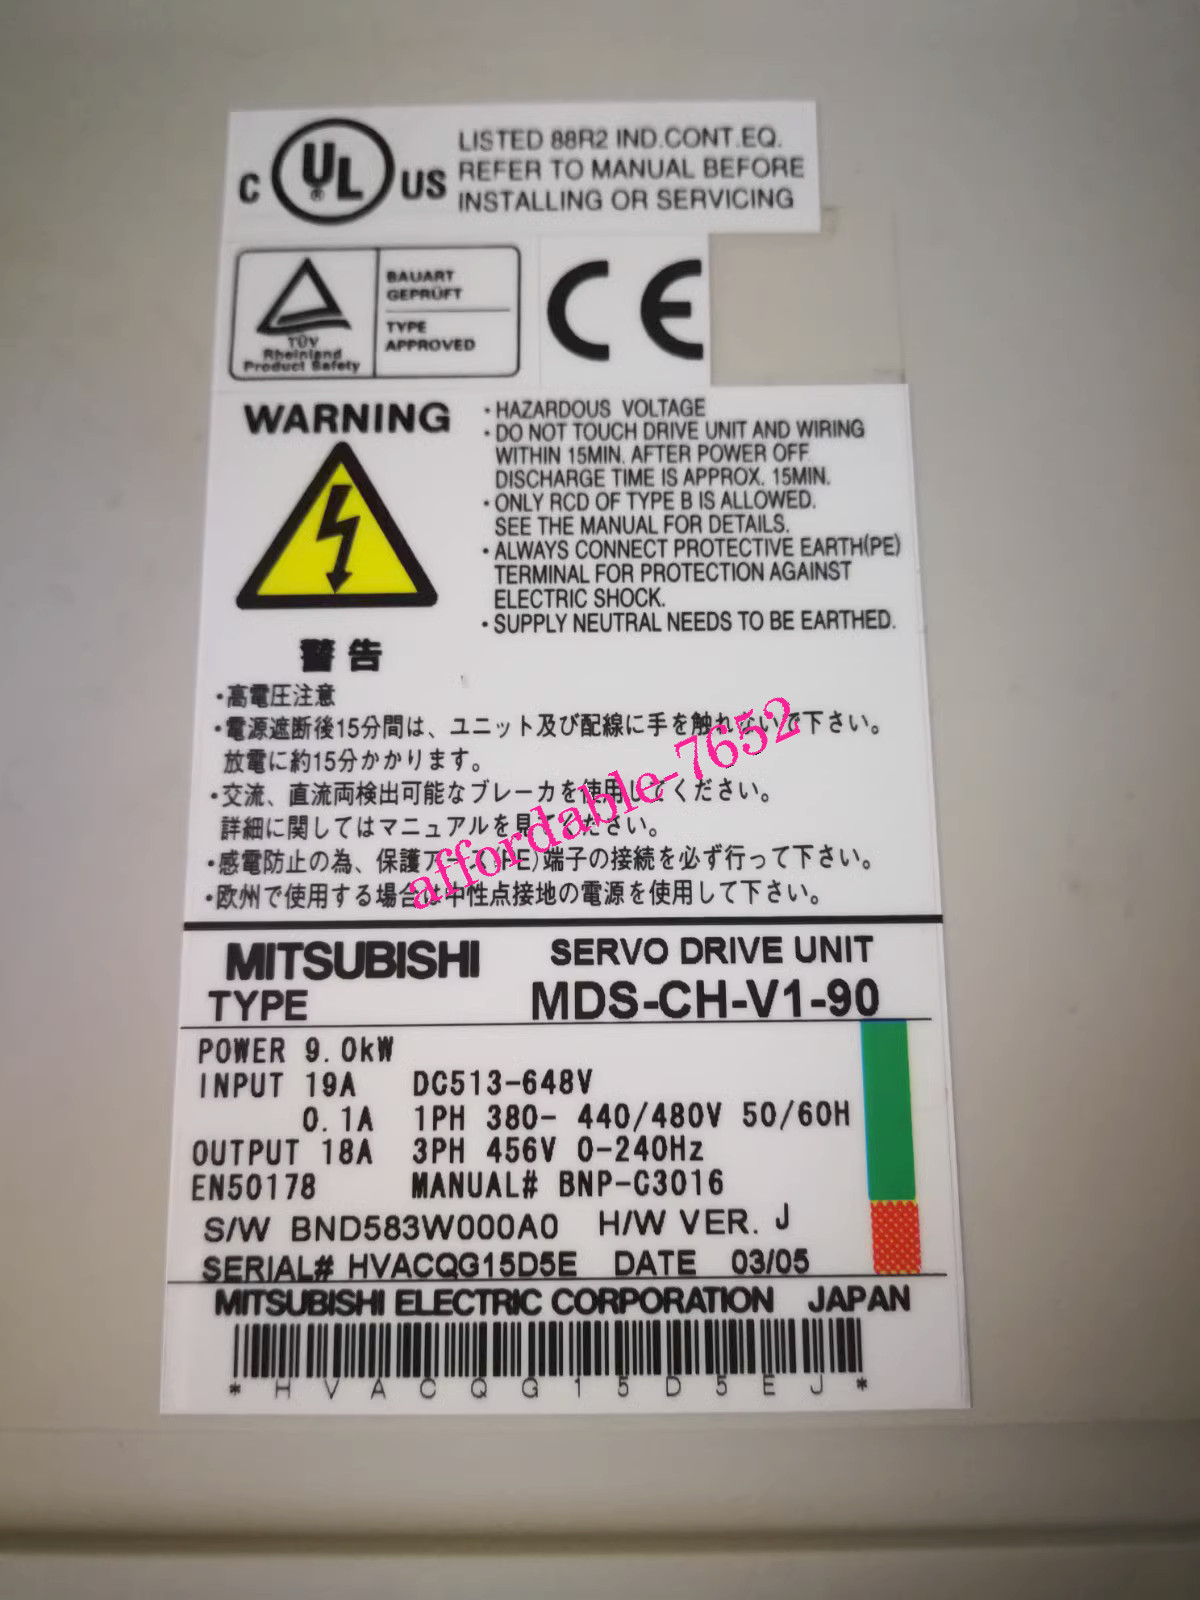 C UL ® US
LISTED 88R2 IND.CONT.EQ.
REFER TO MANUAL BEFORE
INSTALLING OR SERVICING
TÜV
Rheinland
Product Safety
BAUART
GEPRÜFT
TYPE
APPROVED
CE
WARNING
・HAZARDOUS VOLTAGE
・DO NOT TOUCH DRIVE UNIT AND WIRING
WITHIN 15MIN. AFTER POWER OFF.
DISCHARGE TIME IS APPROX. 15MIN.
・ONLY RCD OF TYPE B IS ALLOWED.
SEE THE MANUAL FOR DETAILS.
・ALWAYS CONNECT PROTECTIVE EARTH(PE)
TERMINAL FOR PROTECTION AGAINST
ELECTRIC SHOCK.
・SUPPLY NEUTRAL NEEDS TO BE EARTHED.
警告
・高電圧注意
・電源遮断後15分間は、ユニット及び配線に手を触れないで下さい。
放電に約15分かかります。
・交流、直流両検出可能なブレーカを使用してください。
詳細に関してはマニュアルを見てください。
・感電防止の為、保護アース(PE)端子の接続を必ず行って下さい。
・欧州で使用する場合は中性点接地の電源を使用して下さい。
affordable-7652
MITSUBISHI SERVO DRIVE UNIT
TYPE MDS-CH-V1-90
POWER 9.0kW
INPUT 19A DC513-648V
0.1A 1PH 380- 440/480V 50/60H
OUTPUT 18A 3PH 456V 0-240Hz
EN50178 MANUAL# BNP-C3016
S/W BND583W000A0 H/W VER. J
SERIAL# HVACQG15D5E DATE 03/05
MITSUBISHI ELECTRIC CORPORATION JAPAN
* H V A C Q G 1 5 D 5 E J *